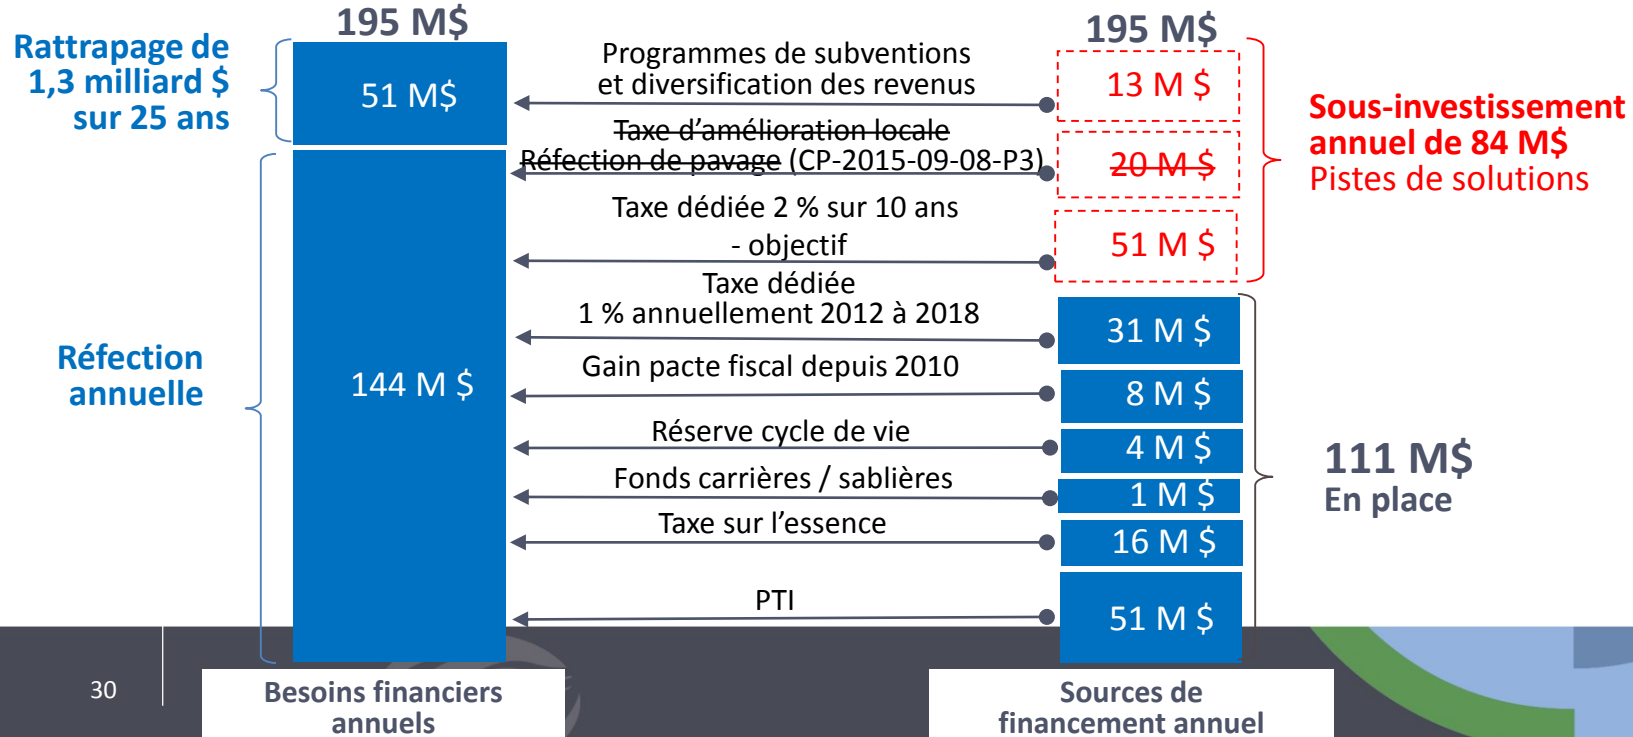 195 M$
Rattrapage de
1,3 milliard $
sur 25 ans
51 M$
Réfection
annuelle
144 M $
Programmes de subventions
et diversification des revenus
Taxe d’amélioration locale
Réfection de pavage (CP-2015-09-08-P3)
Taxe dédiée 2 % sur 10 ans
- objectif
Taxe dédiée
1 % annuellement 2012 à 2018
Gain pacte fiscal depuis 2010
Réserve cycle de vie
Fonds carrières / sablières
Taxe sur l’essence
PTI
195 M$
13 M $
20 M $
51 M $
31 M $
8 M $
4 M $
1 M $
16 M $
51 M $
Sous-investissement
annuel de 84 M$
Pistes de solutions
111 M$
En place
30
Besoins financiers
annuels
Sources de
financement annuel